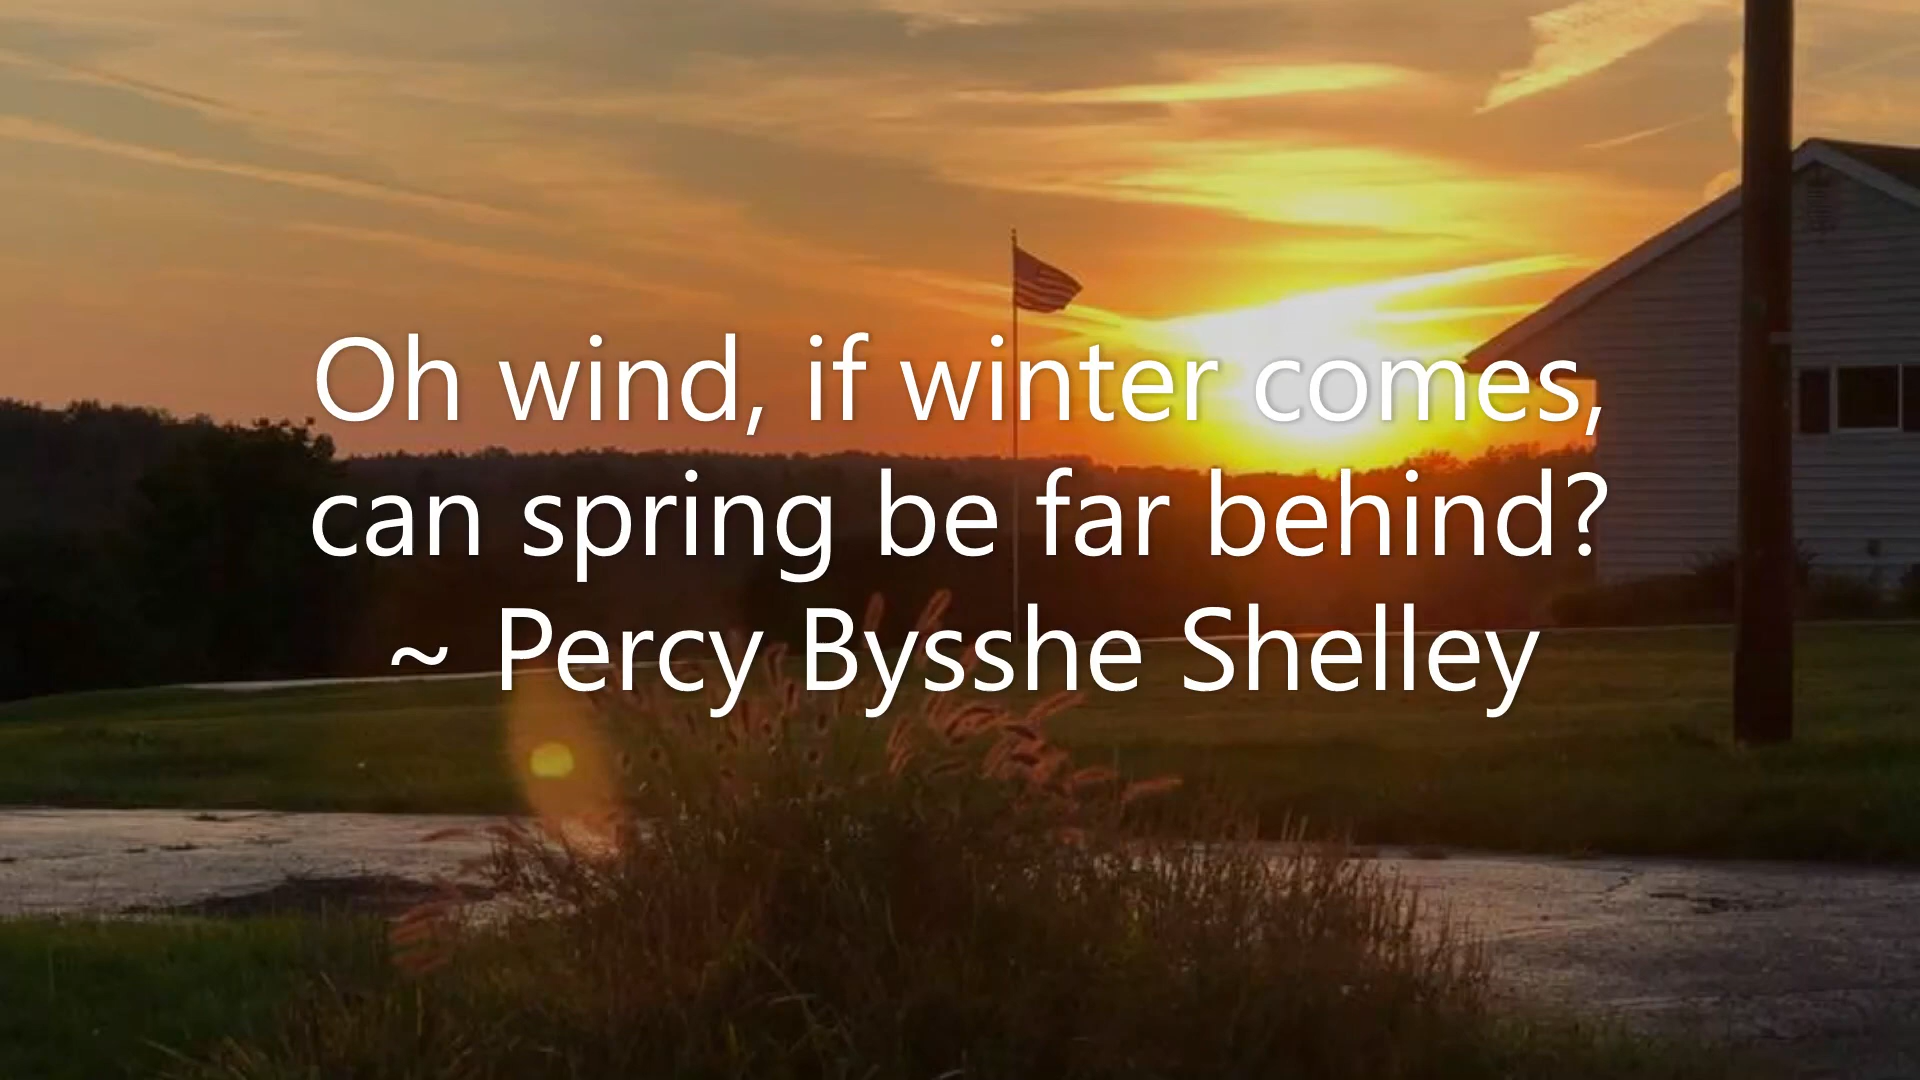 Oh wind, if winter comes,
can spring be far behind?
~ Percy Bysshe Shelley